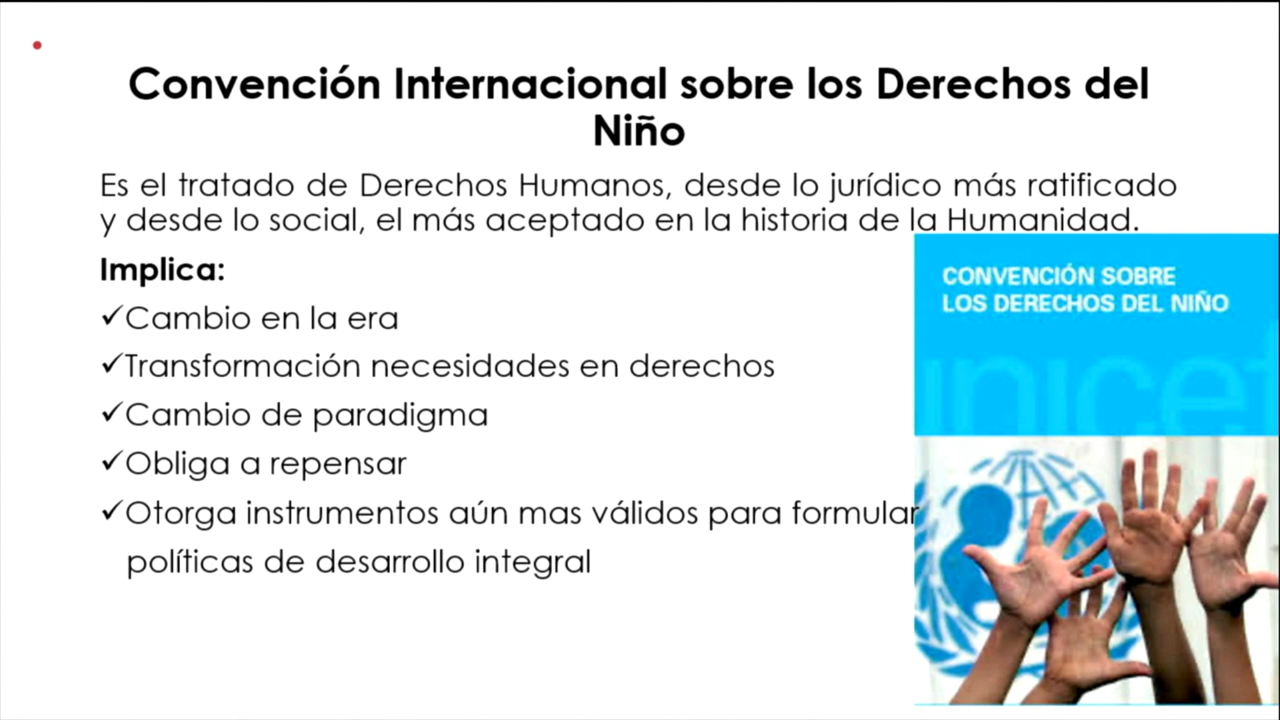 Convención Internacional sobre los Derechos del
Niño
Es el tratado de Derechos Humanos, desde lo jurídico más ratificado
y desde lo social, el más aceptado en la historia de la Humanidad.
Implica:
✓Cambio en la era
✓Transformación necesidades en derechos
✓Cambio de paradigma
✓Obliga a repensar
✓Otorga instrumentos aún mas válidos para formular
políticas de desarrollo integral
CONVENCIÓN SOBRE
LOS DERECHOS DEL NIÑO
unicef